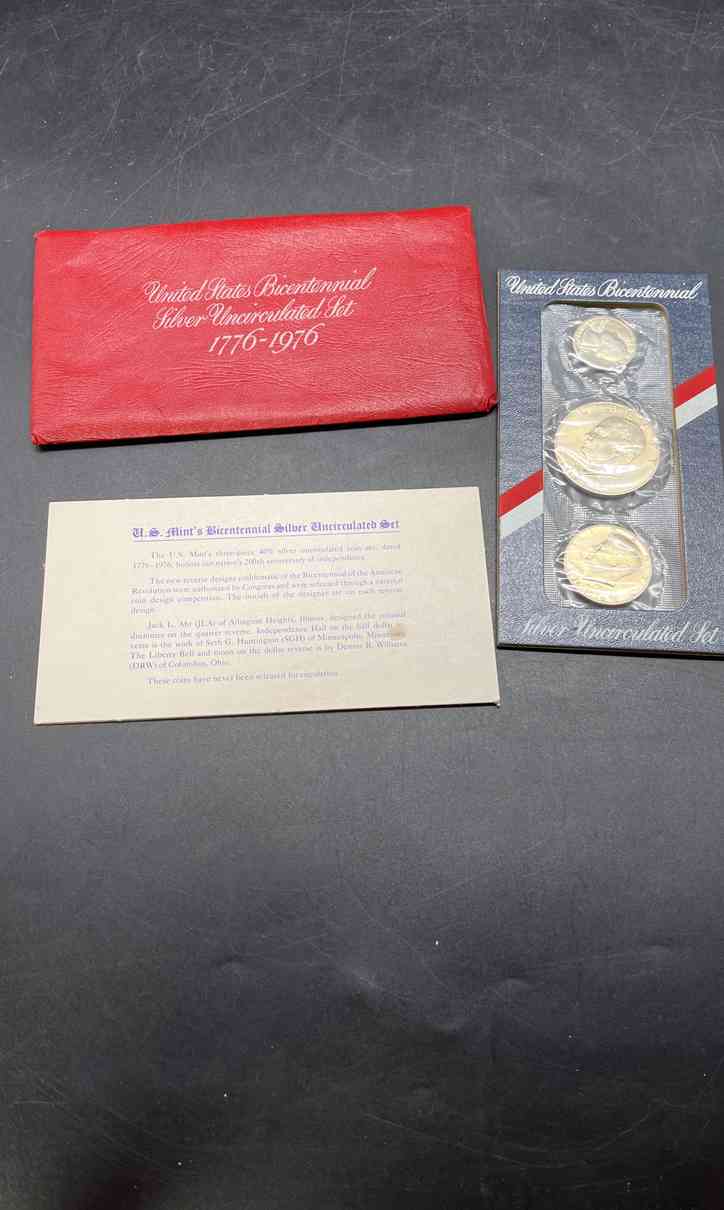 United States Bicentennial
Silver Uncirculated Set
1776-1976
United States Bicentennial
Silver Uncirculated Set
U.S. Mint's Bicentennial Silver Uncirculated Set
The U.S. Mint's three-piece 40% silver uncirculated coin set, dated
1776-1976, honors our nation's 200th anniversary of independence.
The new reverse designs emblematic of the Bicentennial of the American
Revolution were authorized by Congress and were selected through a national
coin design competition. The initials of the designer are on each reverse
design.
Jack L. Ahr (JLA) of Arlington Heights, Illinois, designed the colonial
drummer on the quarter reverse. Independence Hall on the half dollar
verse is the work of Seth G. Huntington (SGH) of Minneapolis, Minnesota.
The Liberty Bell and moon on the dollar reverse is by Dennis R. Williams
(DRW) of Columbus, Ohio.
These coins have never been released for circulation.